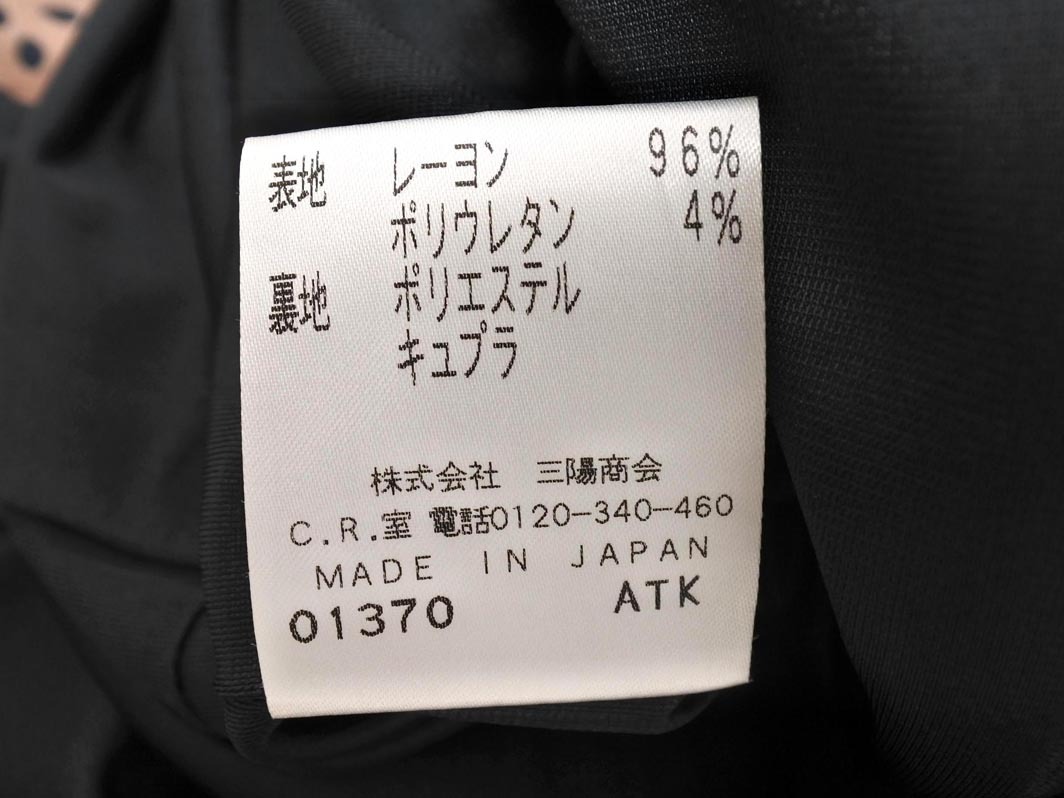 表地 レーヨン 96%
ポリウレタン 4%
裏地 ポリエステル
キュプラ
株式会社 三陽商会
C.R.室 電話0120-340-460
MADE IN JAPAN
01370 ATK